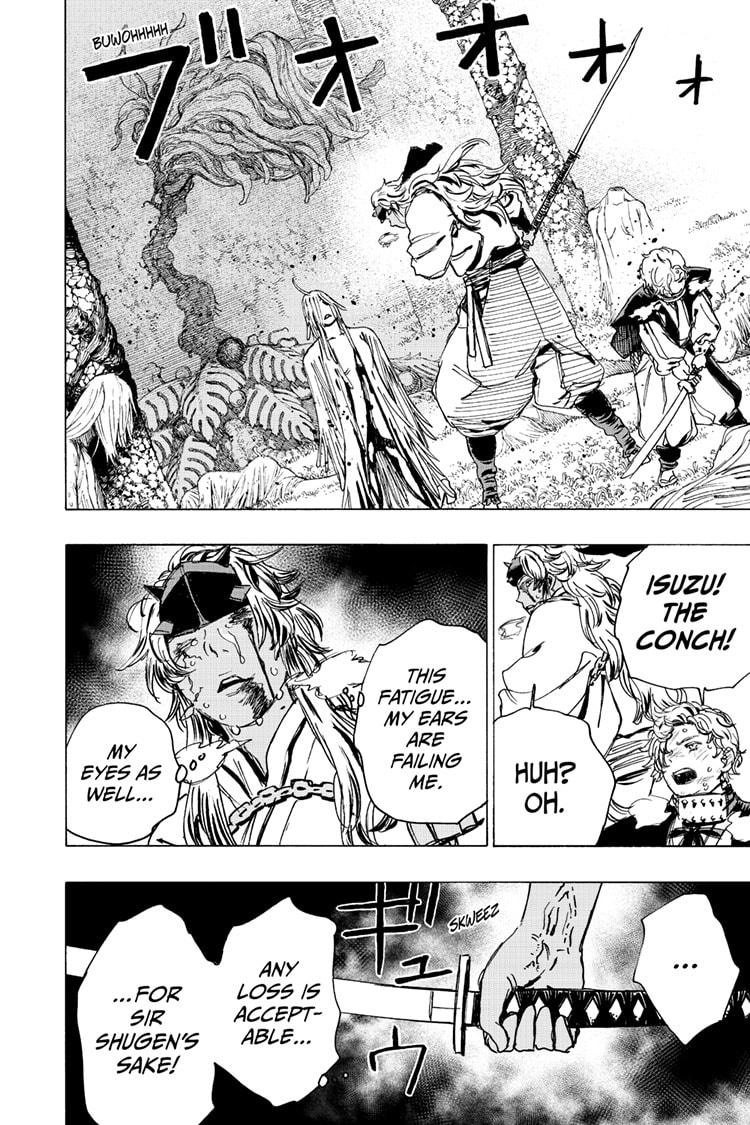 BUWOHHHHH
ブオオオオオ
ISUZU!
THE
CONCH!
HUH?
OH.
THIS
FATIGUE...
MY EARS
ARE
FAILING
ME.
MY
EYES AS
WELL...
...
ギュウ
SKWEEZ
ANY
LOSS IS
ACCEPT-
ABLE...
...FOR
SIR
SHUGEN'S
SAKE!